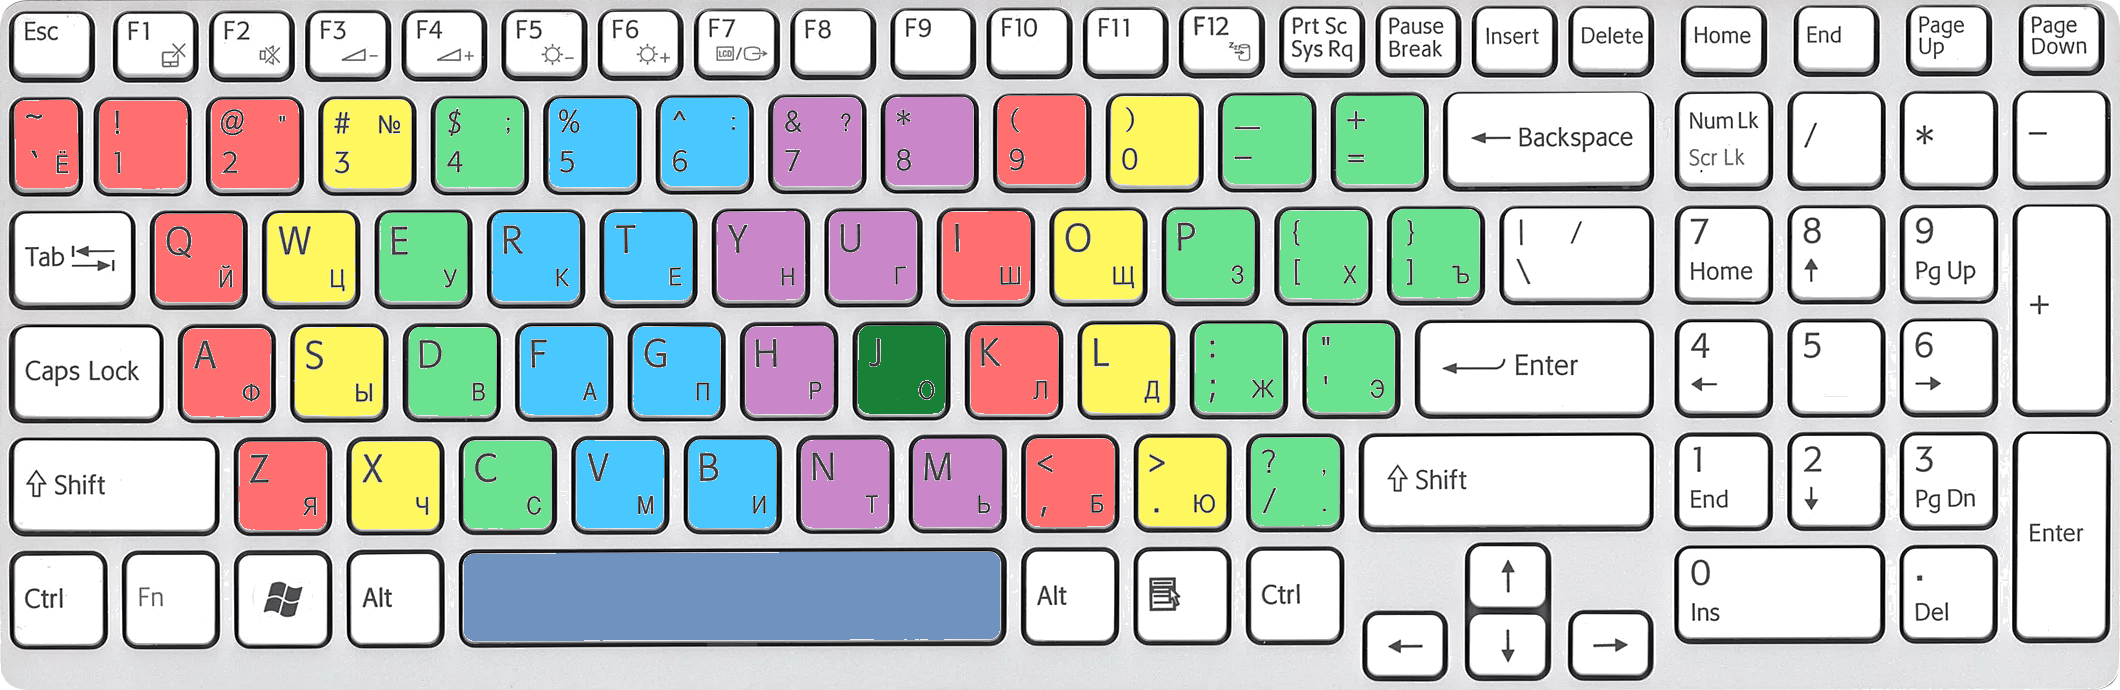 Esc F1 F2 F3 F4 F5 F6 F7 LCD F8 F9 F10 F11 F12 Prt Sc Sys Rq Pause Break Insert Delete Home End Page Up Page Down
~ ` Ё ! 1 @ " 2 # № 3 $ ; 4 % 5 ^ : 6 & ? 7 * 8 ( 9 ) 0 _ - + = ← Backspace Num Lk Scr Lk / * -
Tab Q Й W Ц E У R К T Е Y Н U Г I Ш O Щ P З { [ Х } ] Ъ | / \ 7 Home 8 ↑ 9 Pg Up +
Caps Lock A Ф S Ы D В F А G П H Р J О K Л L Д : ; Ж " ' Э Enter 4 ← 5 6 →
⇧ Shift Z Я X Ч C С V М B И N Т M Ь < , Б > . Ю ? , / . ⇧ Shift 1 End 2 ↓ 3 Pg Dn Enter
Ctrl Fn Alt Alt Ctrl ← ↑ ↓ → 0 Ins . Del